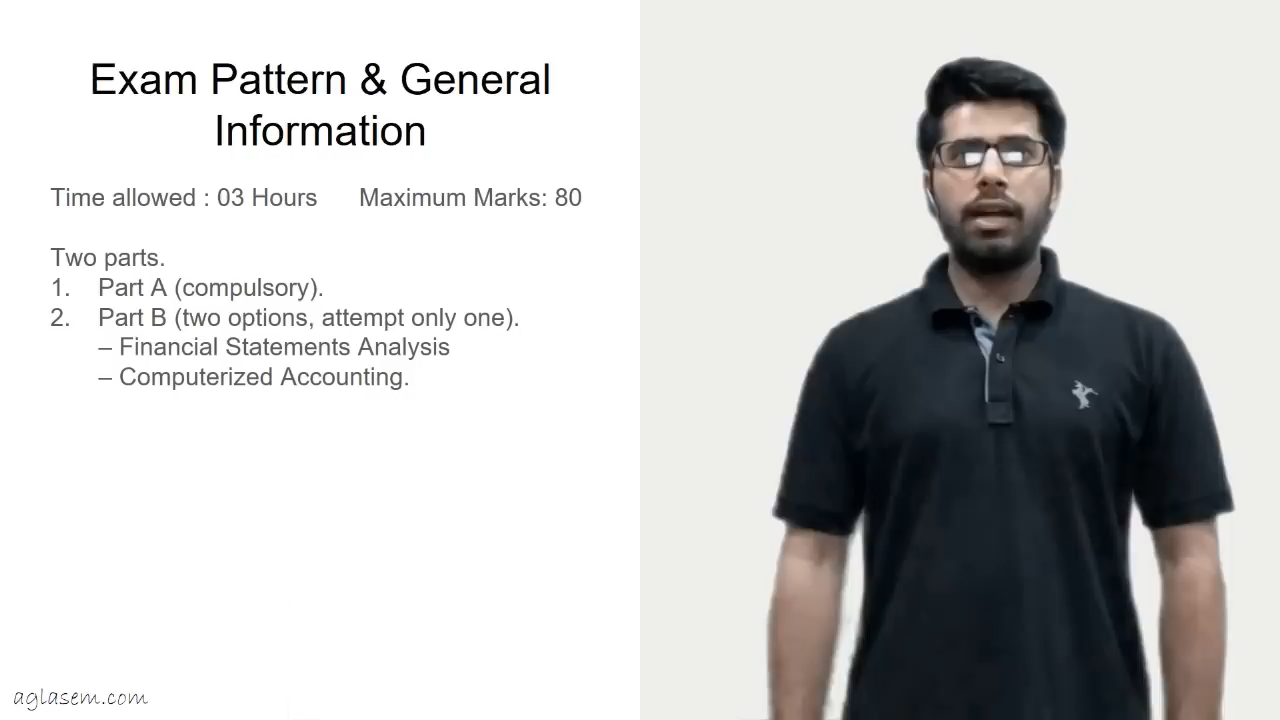 Exam Pattern & General
Information
Time allowed : 03 Hours Maximum Marks: 80
Two parts.
1. Part A (compulsory).
2. Part B (two options, attempt only one).
– Financial Statements Analysis
– Computerized Accounting.
aglasem.com